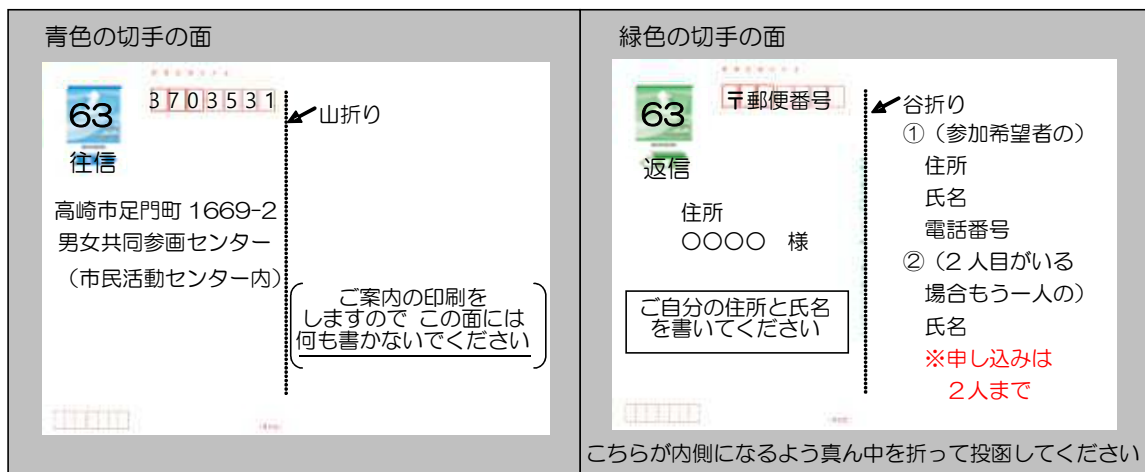 青色の切手の面
63
3703531
往信
山折り
高崎市足門町1669-2
男女共同参画センター
（市民活動センター内）
ご案内の印刷を
しますので この面には
何も書かないでください
緑色の切手の面
63
〒郵便番号
返信
谷折り
住所
〇〇〇〇 様
ご自分の住所と氏名
を書いてください
①（参加希望者の）
住所
氏名
電話番号
②（2人目がいる
場合もう一人の）
氏名
※申し込みは
2人まで
こちらが内側になるよう真ん中を折って投函してください